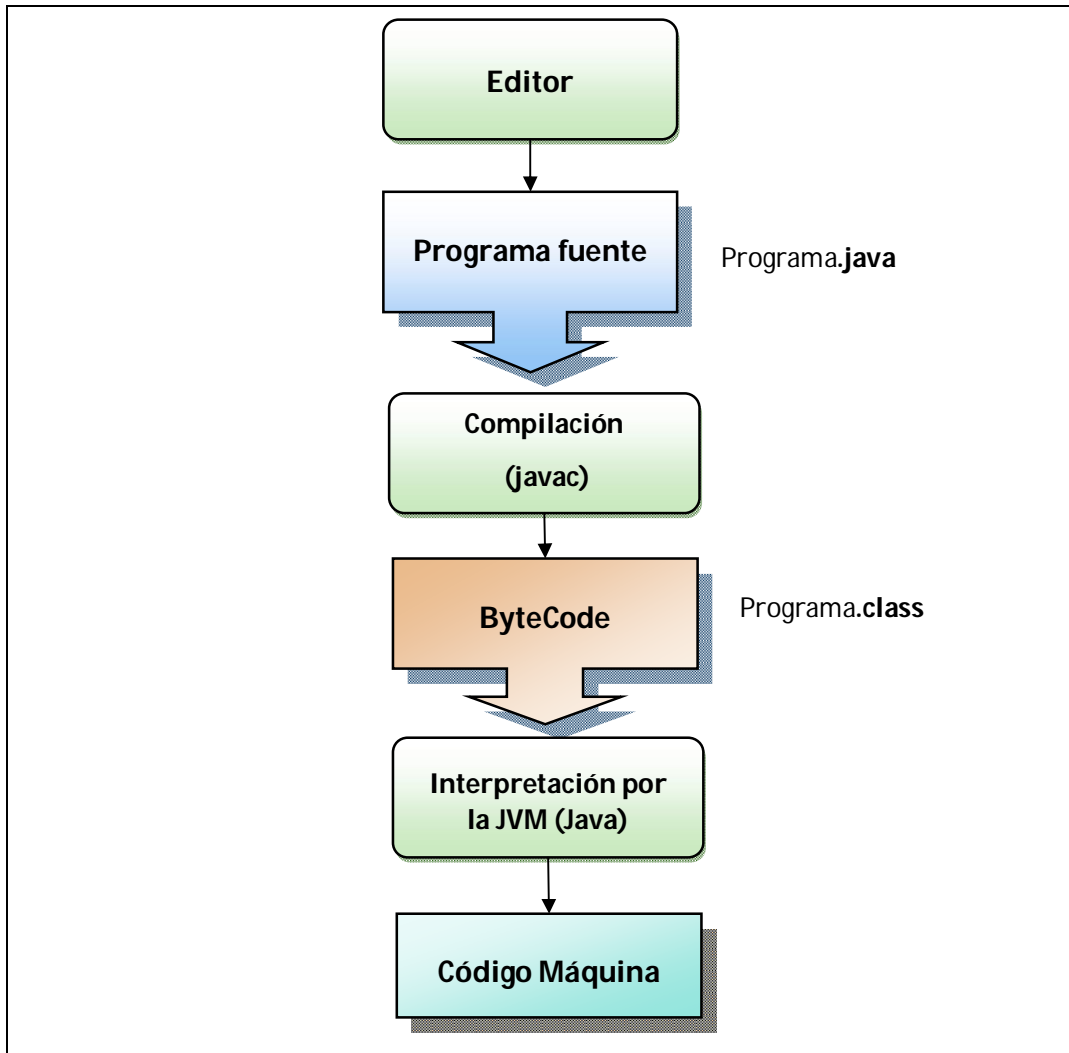 Editor
Programa fuente
Programa.java
Compilación
(javac)
ByteCode
Programa.class
Interpretación por
la JVM (Java)
Código Máquina